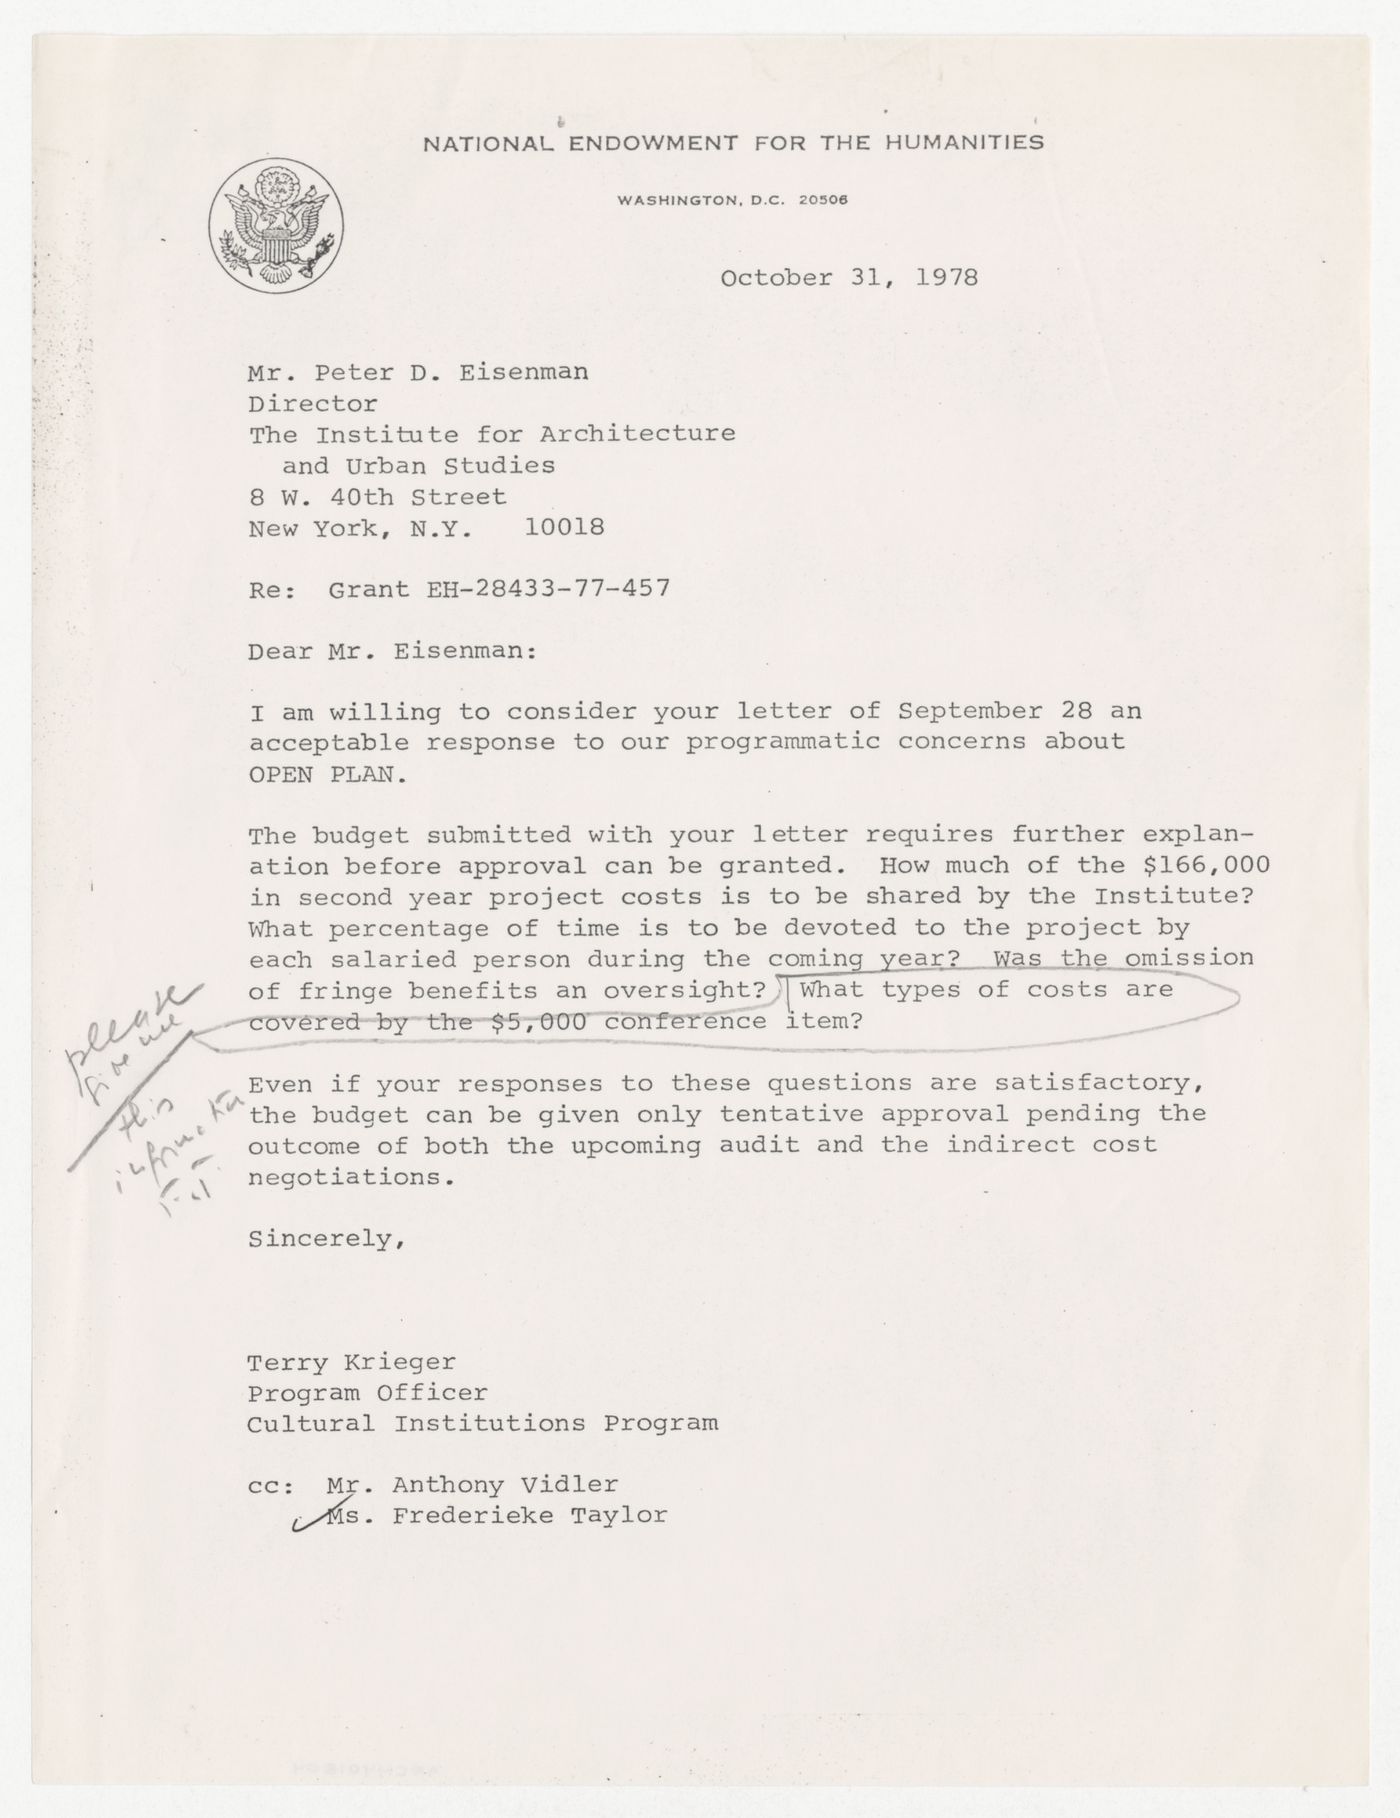 NATIONAL ENDOWMENT FOR THE HUMANITIES
WASHINGTON, D.C. 20506
October 31, 1978
Mr. Peter D. Eisenman
Director
The Institute for Architecture
and Urban Studies
8 W. 40th Street
New York, N.Y. 10018
Re: Grant EH-28433-77-457
Dear Mr. Eisenman:
I am willing to consider your letter of September 28 an
acceptable response to our programmatic concerns about
OPEN PLAN.
The budget submitted with your letter requires further explan-
ation before approval can be granted. How much of the $166,000
in second year project costs is to be shared by the Institute?
What percentage of time is to be devoted to the project by
each salaried person during the coming year? Was the omission
of fringe benefits an oversight? What types of costs are
covered by the $5,000 conference item?
please
give me
this
Even if your responses to these questions are satisfactory,
the budget can be given only tentative approval pending the
outcome of both the upcoming audit and the indirect cost
negotiations.
Sincerely,
Terry Krieger
Program Officer
Cultural Institutions Program
cc: Mr. Anthony Vidler
Ms. Frederieke Taylor